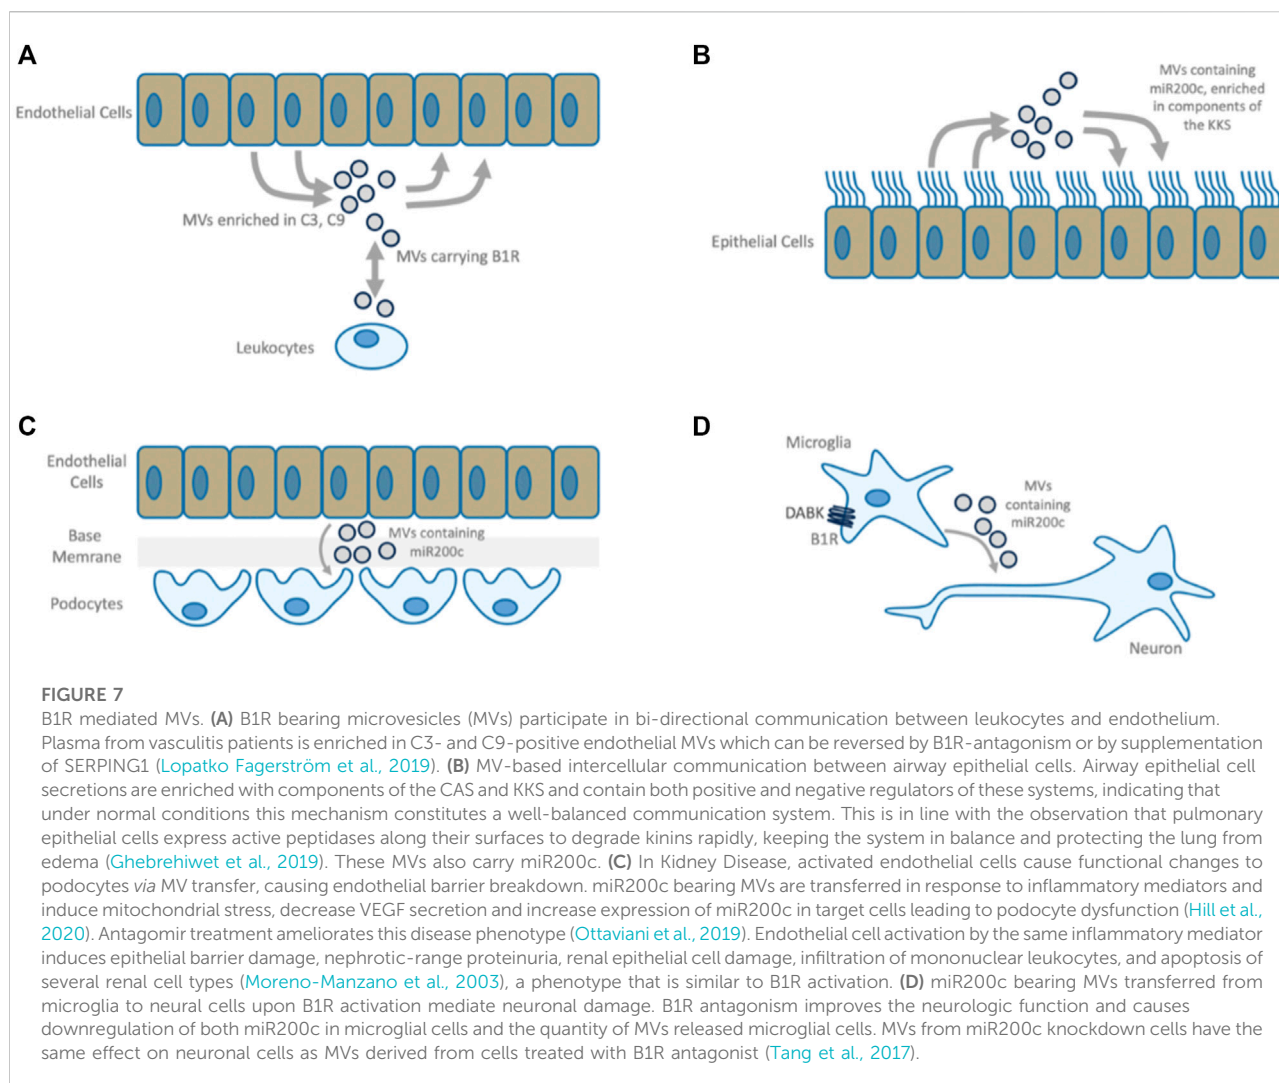 A
Endothelial Cells
MVs enriched in C3, C9
MVs carrying B1R
Leukocytes
B
MVs containing
miR200c, enriched
in components of
the KKS
Epithelial Cells
C
Endothelial
Cells
Base
Memrane
MVs containing
miR200c
Podocytes
D
Microglia
MVs
containing
miR200c
DABK
B1R
Neuron
FIGURE 7
B1R mediated MVs. (A) B1R bearing microvesicles (MVs) participate in bi-directional communication between leukocytes and endothelium.
Plasma from vasculitis patients is enriched in C3- and C9-positive endothelial MVs which can be reversed by B1R-antagonism or by supplementation
of SERPING1 (Lopatko Fagerström et al., 2019). (B) MV-based intercellular communication between airway epithelial cells. Airway epithelial cell
secretions are enriched with components of the CAS and KKS and contain both positive and negative regulators of these systems, indicating that
under normal conditions this mechanism constitutes a well-balanced communication system. This is in line with the observation that pulmonary
epithelial cells express active peptidases along their surfaces to degrade kinins rapidly, keeping the system in balance and protecting the lung from
edema (Ghebrehiwet et al., 2019). These MVs also carry miR200c. (C) In Kidney Disease, activated endothelial cells cause functional changes to
podocytes via MV transfer, causing endothelial barrier breakdown. miR200c bearing MVs are transferred in response to inflammatory mediators and
induce mitochondrial stress, decrease VEGF secretion and increase expression of miR200c in target cells leading to podocyte dysfunction (Hill et al.,
2020). Antagomir treatment ameliorates this disease phenotype (Ottaviani et al., 2019). Endothelial cell activation by the same inflammatory mediator
induces epithelial barrier damage, nephrotic-range proteinuria, renal epithelial cell damage, infiltration of mononuclear leukocytes, and apoptosis of
several renal cell types (Moreno-Manzano et al., 2003), a phenotype that is similar to B1R activation. (D) miR200c bearing MVs transferred from
microglia to neural cells upon B1R activation mediate neuronal damage. B1R antagonism improves the neurologic function and causes
downregulation of both miR200c in microglial cells and the quantity of MVs released microglial cells. MVs from miR200c knockdown cells have the
same effect on neuronal cells as MVs derived from cells treated with B1R antagonist (Tang et al., 2017).